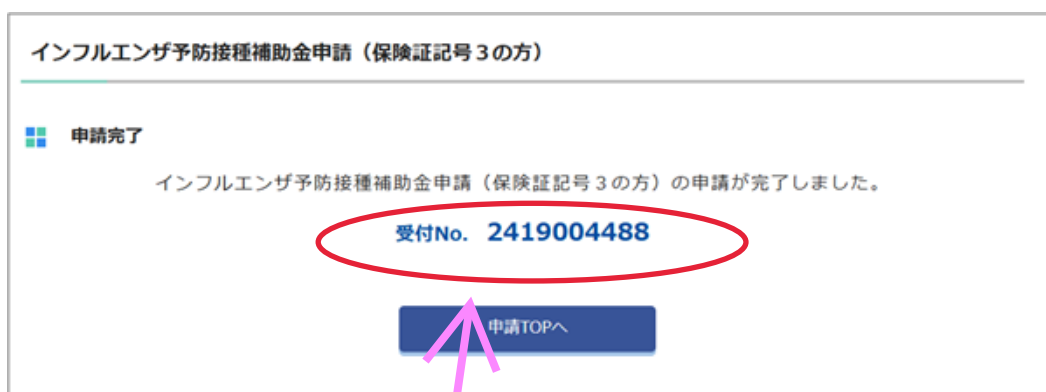 インフルエンザ予防接種補助金申請（保険証記号３の方）
申請完了
インフルエンザ予防接種補助金申請（保険証記号３の方）の申請が完了しました。
受付No. 2419004488
申請TOPへ